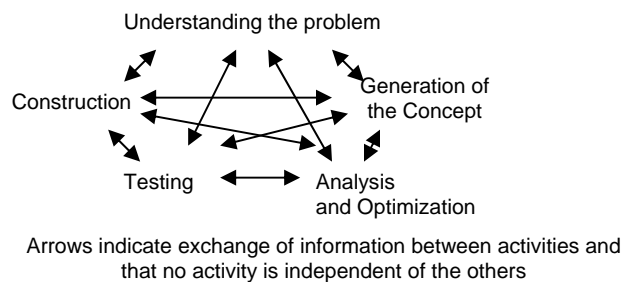 Understanding the problem
Construction
Generation of
the Concept
Testing
Analysis
and Optimization
Arrows indicate exchange of information between activities and
that no activity is independent of the others